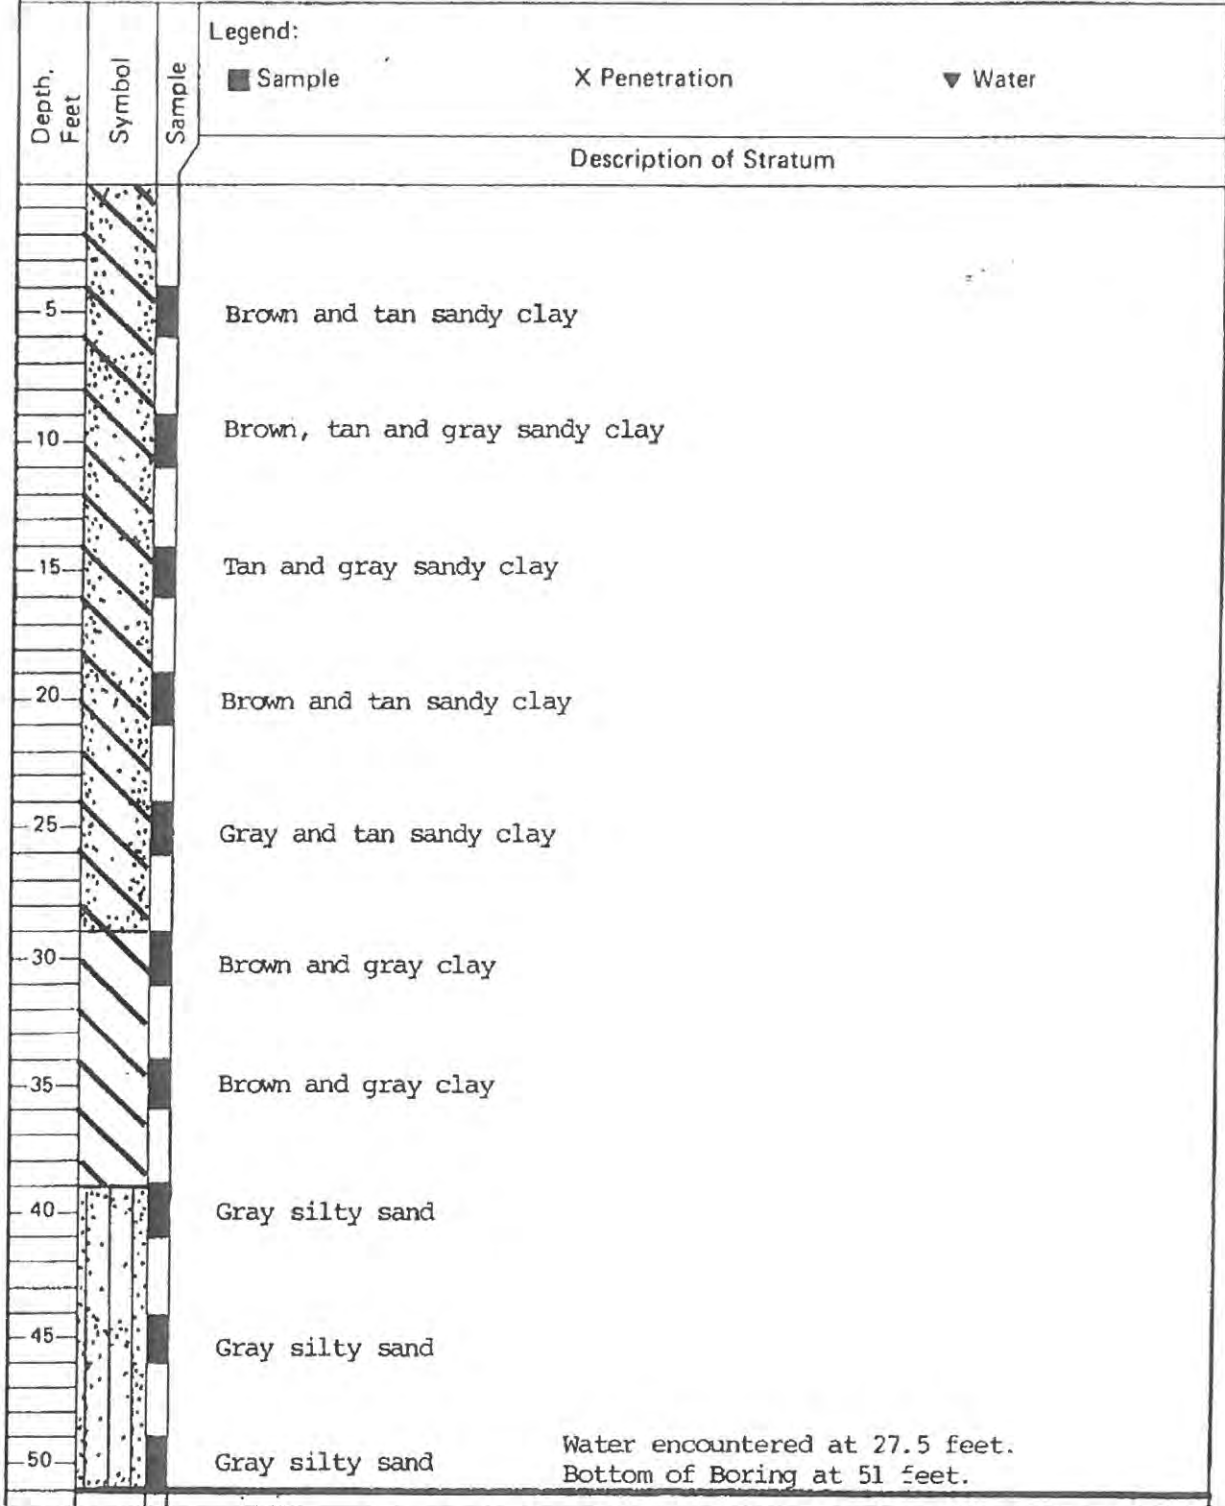 Depth,
Feet
Symbol
Sample
Legend:
■ Sample X Penetration ▼ Water
Description of Stratum
5 Brown and tan sandy clay
10 Brown, tan and gray sandy clay
15 Tan and gray sandy clay
20 Brown and tan sandy clay
25 Gray and tan sandy clay
30 Brown and gray clay
35 Brown and gray clay
40 Gray silty sand
45 Gray silty sand
50 Gray silty sand
Water encountered at 27.5 feet.
Bottom of Boring at 51 feet.